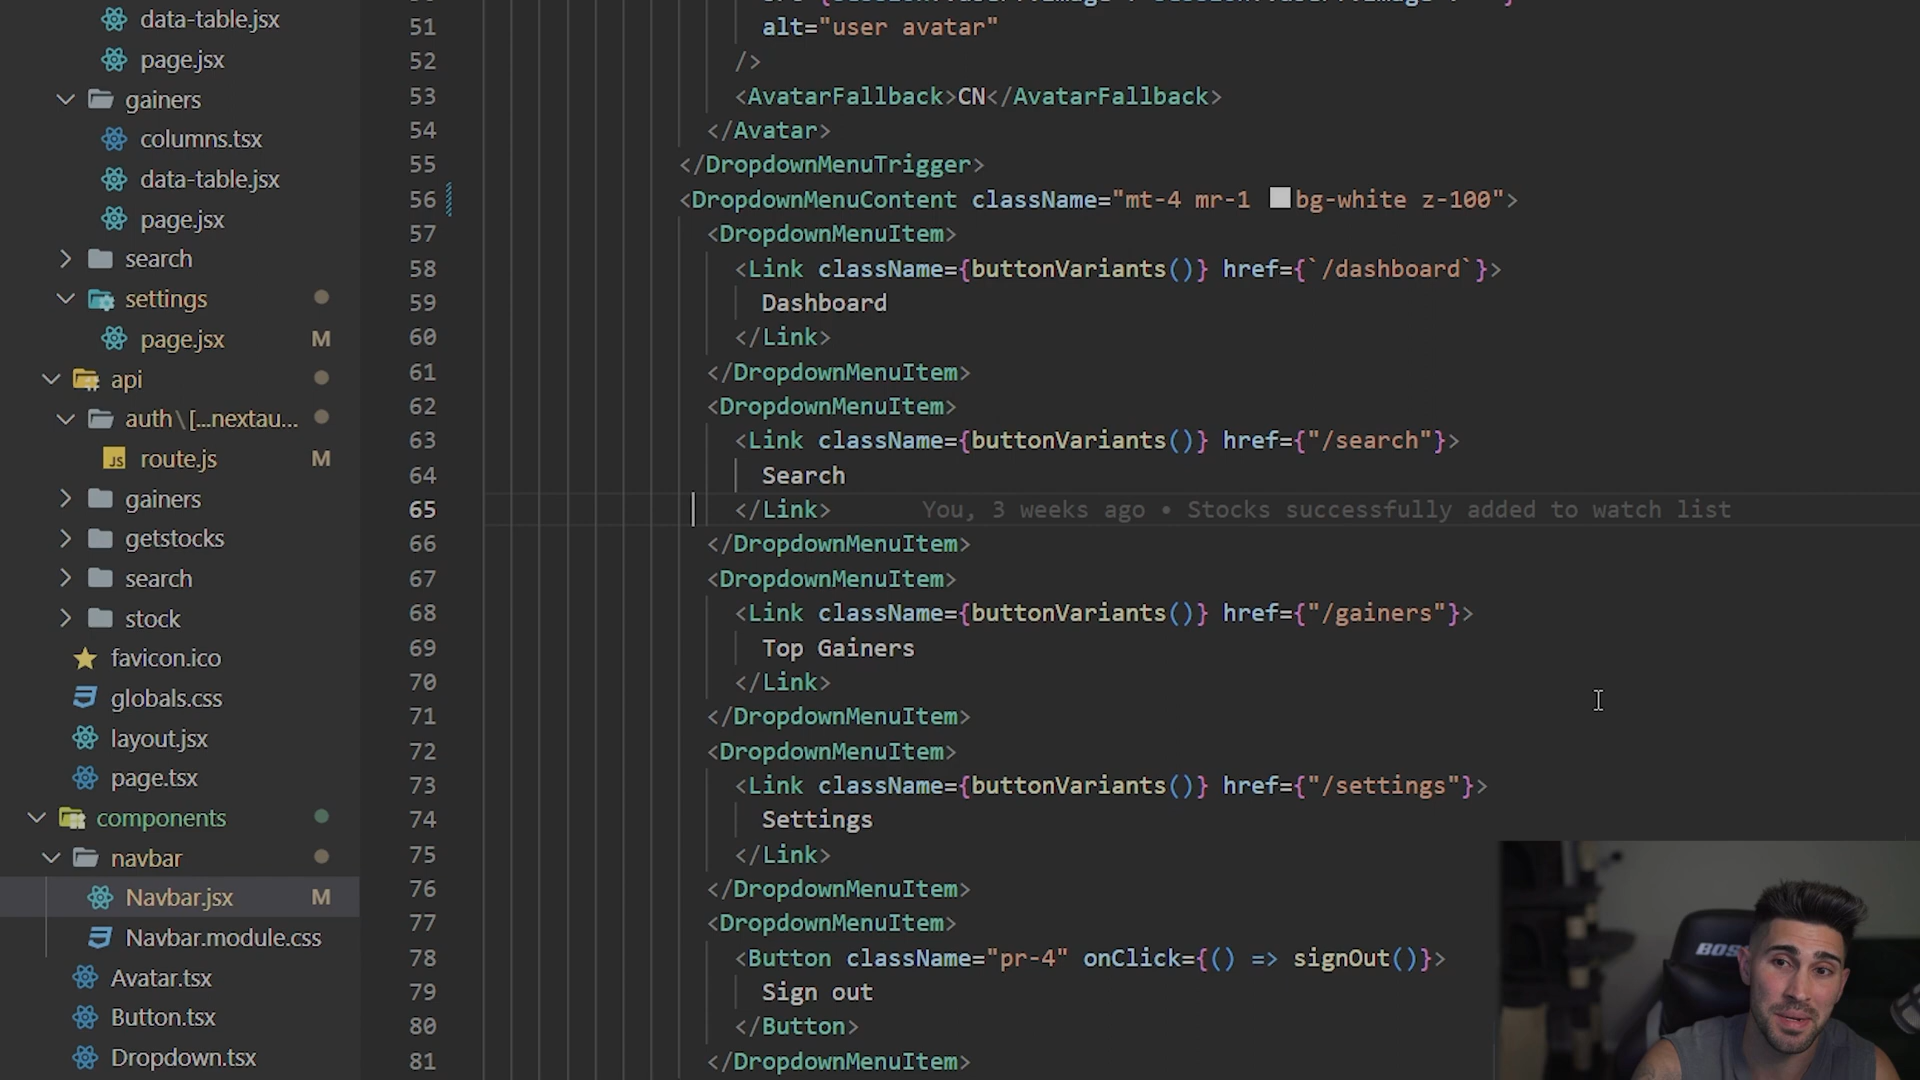 data-table.jsx
page.jsx
gainers
columns.tsx
data-table.jsx
page.jsx
search
settings
page.jsx M
api
auth\[...nextau...
JS route.js M
gainers
getstocks
search
stock
favicon.ico
globals.css
layout.jsx
page.tsx
components
navbar
Navbar.jsx M
Navbar.module.css
Avatar.tsx
Button.tsx
Dropdown.tsx
51 alt="user avatar"
52 />
53 <AvatarFallback>CN</AvatarFallback>
54 </Avatar>
55 </DropdownMenuTrigger>
56 <DropdownMenuContent className="mt-4 mr-1 bg-white z-100">
57 <DropdownMenuItem>
58 <Link className={buttonVariants()} href={`/dashboard`}>
59 Dashboard
60 </Link>
61 </DropdownMenuItem>
62 <DropdownMenuItem>
63 <Link className={buttonVariants()} href={"/search"}>
64 Search
65 </Link> You, 3 weeks ago • Stocks successfully added to watch list
66 </DropdownMenuItem>
67 <DropdownMenuItem>
68 <Link className={buttonVariants()} href={"/gainers"}>
69 Top Gainers
70 </Link>
71 </DropdownMenuItem>
72 <DropdownMenuItem>
73 <Link className={buttonVariants()} href={"/settings"}>
74 Settings
75 </Link>
76 </DropdownMenuItem>
77 <DropdownMenuItem>
78 <Button className="pr-4" onClick={() => signOut()}>
79 Sign out
80 </Button>
81 </DropdownMenuItem>